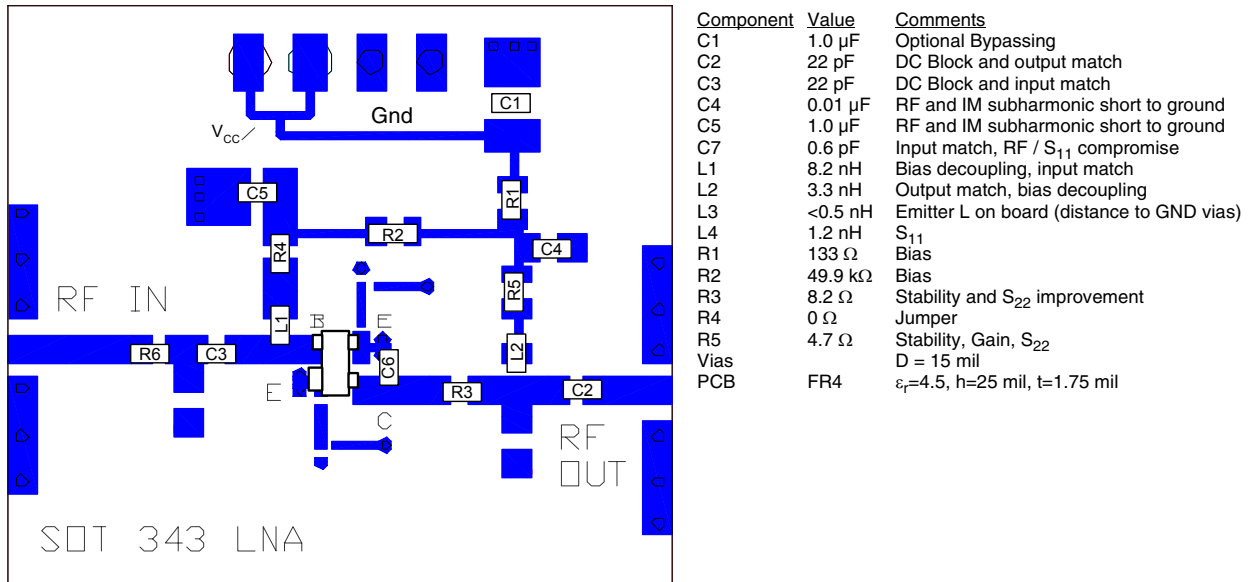 C1
Gnd
VCC
C5
R1
R4
R2
C4
R5
RF IN
L1
B
E
R6
C3
C6
L2
E
R3
C2
C
RF
OUT
SOT 343 LNA
Component Value Comments
C1 1.0 µF Optional Bypassing
C2 22 pF DC Block and output match
C3 22 pF DC Block and input match
C4 0.01 µF RF and IM subharmonic short to ground
C5 1.0 µF RF and IM subharmonic short to ground
C7 0.6 pF Input match, RF / S11 compromise
L1 8.2 nH Bias decoupling, input match
L2 3.3 nH Output match, bias decoupling
L3 <0.5 nH Emitter L on board (distance to GND vias)
L4 1.2 nH S11
R1 133 Ω Bias
R2 49.9 kΩ Bias
R3 8.2 Ω Stability and S22 improvement
R4 0 Ω Jumper
R5 4.7 Ω Stability, Gain, S22
Vias D = 15 mil
PCB FR4 εr=4.5, h=25 mil, t=1.75 mil